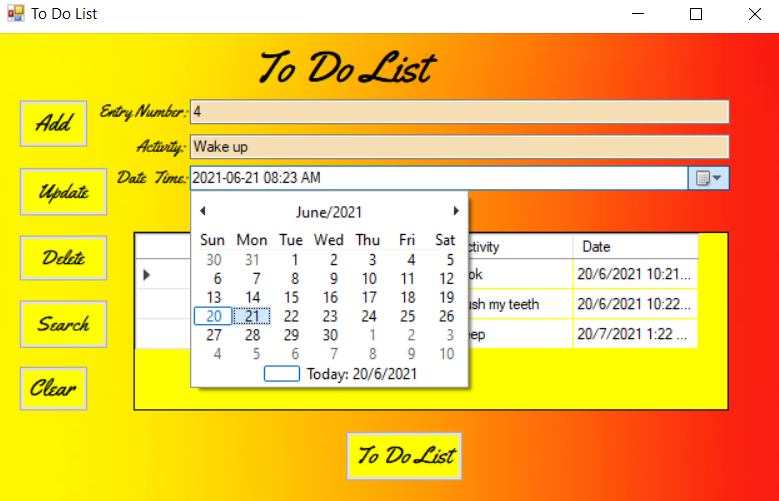 To Do List
To Do List
Add
Entry Number: 4
Activity: Wake up
Update
Date Time: 2021-06-21 08:23 AM
June/2021
Sun Mon Tue Wed Thu Fri Sat
30 31 1 2 3 4 5
6 7 8 9 10 11 12
13 14 15 16 17 18 19
20 21 22 23 24 25 26
27 28 29 30 1 2 3
4 5 6 7 8 9 10
Today: 20/6/2021
Delete
Search
Clear
ctivity Date
ok 20/6/2021 10:21...
ush my teeth 20/6/2021 10:22...
eep 20/7/2021 1:22 ...
To Do List